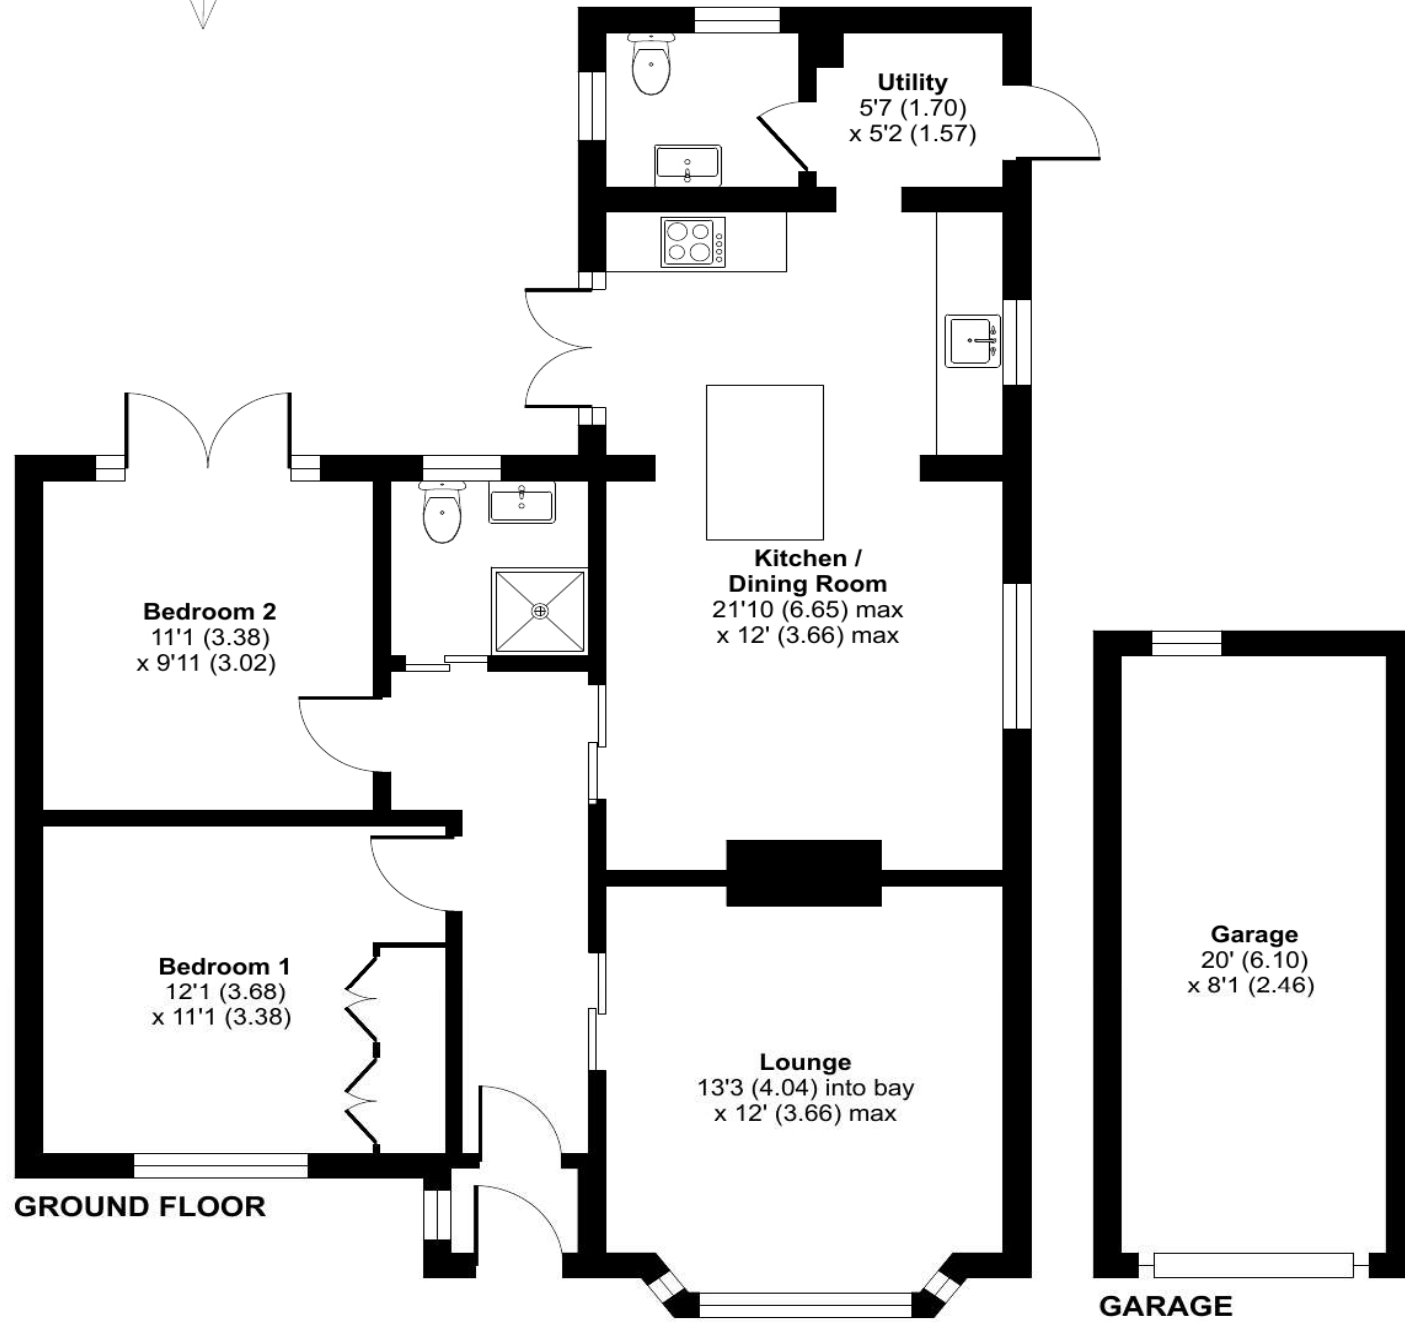 Utility
5'7 (1.70)
x 5'2 (1.57)
Kitchen /
Dining Room
21'10 (6.65) max
x 12' (3.66) max
Bedroom 2
11'1 (3.38)
x 9'11 (3.02)
Bedroom 1
12'1 (3.68)
x 11'1 (3.38)
Lounge
13'3 (4.04) into bay
x 12' (3.66) max
Garage
20' (6.10)
x 8'1 (2.46)
GROUND FLOOR
GARAGE